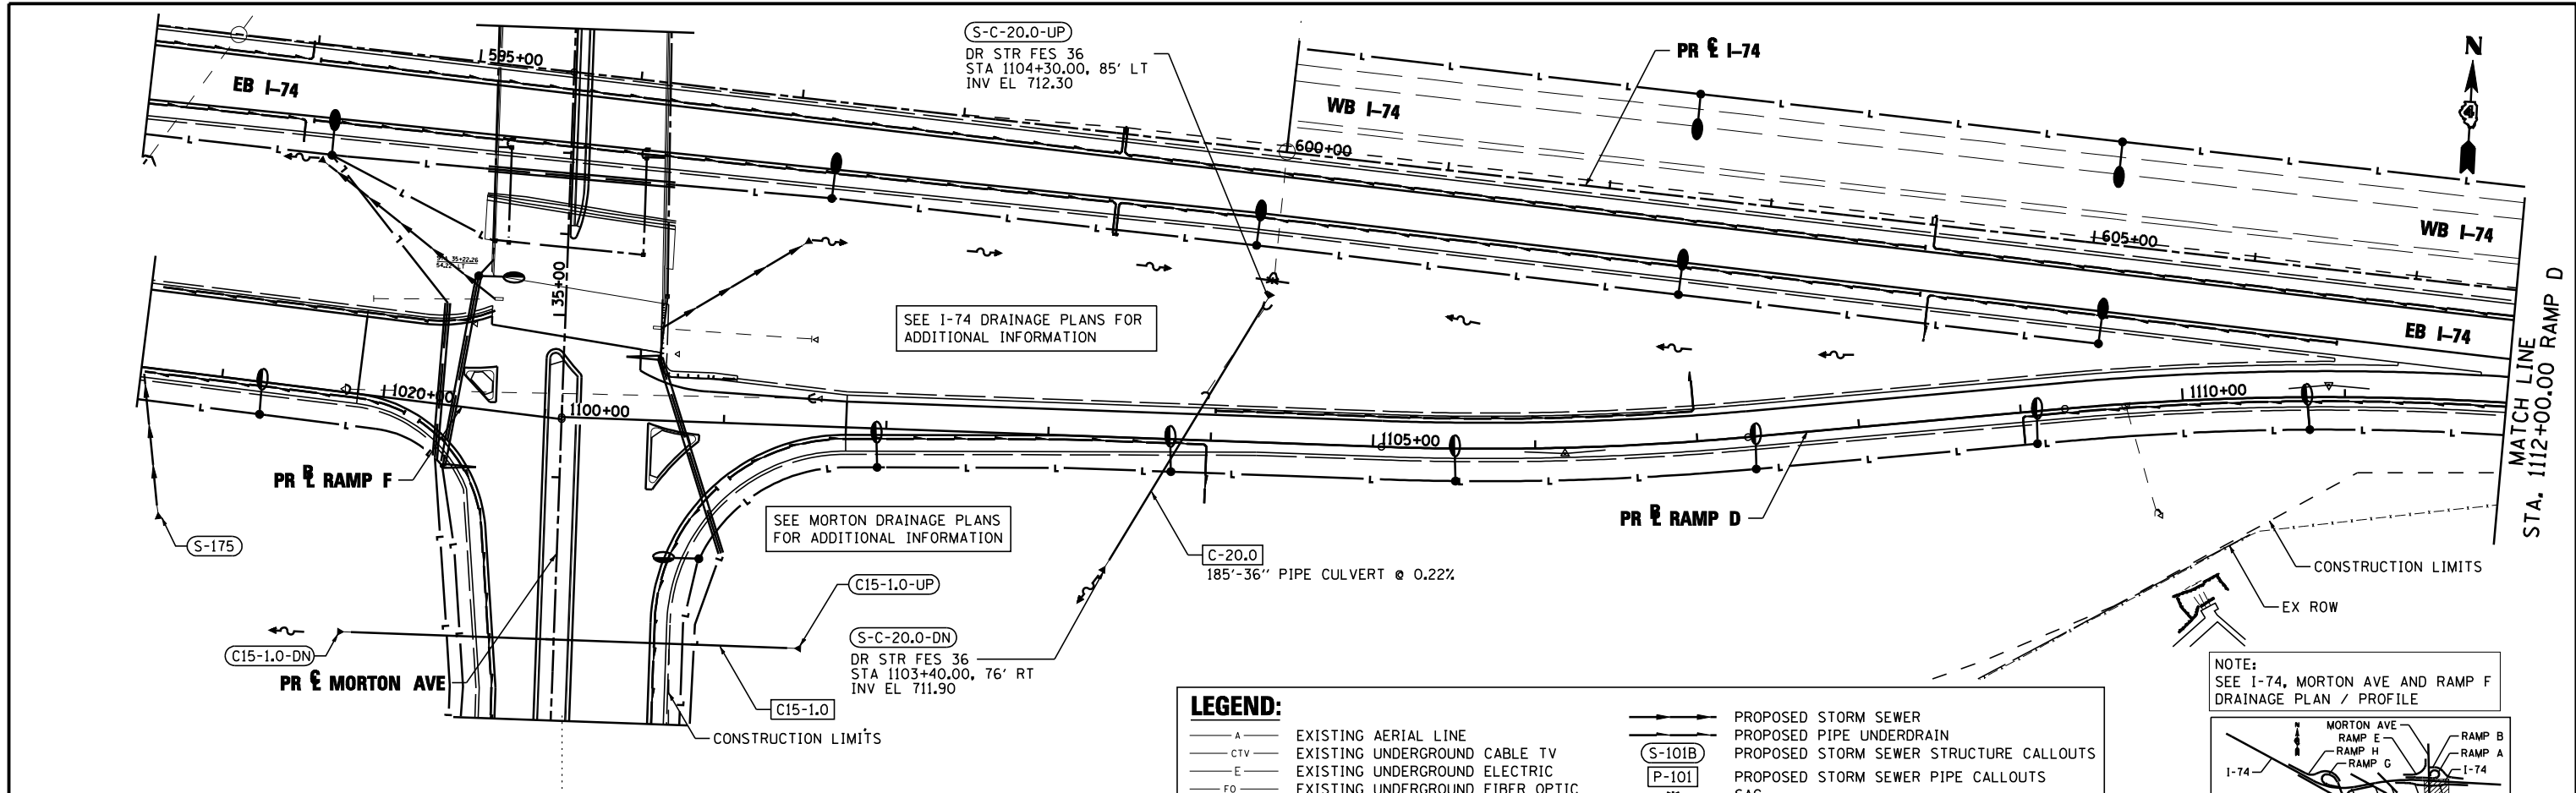 S-C-20.0-UP
DR STR FES 36
STA 1104+30.00, 85' LT
INV EL 712.30
PR ℄ I-74
N
4
595+00
EB I-74
WB I-74
600+00
605+00
WB I-74
EB I-74
MATCH LINE
STA. 1112+00.00 RAMP D
135+00
SEE I-74 DRAINAGE PLANS FOR
ADDITIONAL INFORMATION
1020+00
1100+00
1105+00
1110+00
PR BL RAMP F
S-175
SEE MORTON DRAINAGE PLANS
FOR ADDITIONAL INFORMATION
PR BL RAMP D
C-20.0
185'-36" PIPE CULVERT @ 0.22%
CONSTRUCTION LIMITS
EX ROW
C15-1.0-UP
S-C-20.0-DN
DR STR FES 36
STA 1103+40.00, 76' RT
INV EL 711.90
C15-1.0-DN
PR ℄ MORTON AVE
C15-1.0
CONSTRUCTION LIMITS
NOTE:
SEE I-74, MORTON AVE AND RAMP F
DRAINAGE PLAN / PROFILE
LEGEND:
A EXISTING AERIAL LINE
CTV EXISTING UNDERGROUND CABLE TV
E EXISTING UNDERGROUND ELECTRIC
FO EXISTING UNDERGROUND FIBER OPTIC
PROPOSED STORM SEWER
PROPOSED PIPE UNDERDRAIN
S-101B PROPOSED STORM SEWER STRUCTURE CALLOUTS
P-101 PROPOSED STORM SEWER PIPE CALLOUTS
SAG
N
MORTON AVE
RAMP E
RAMP H
RAMP G
I-74
RAMP B
RAMP A
I-74